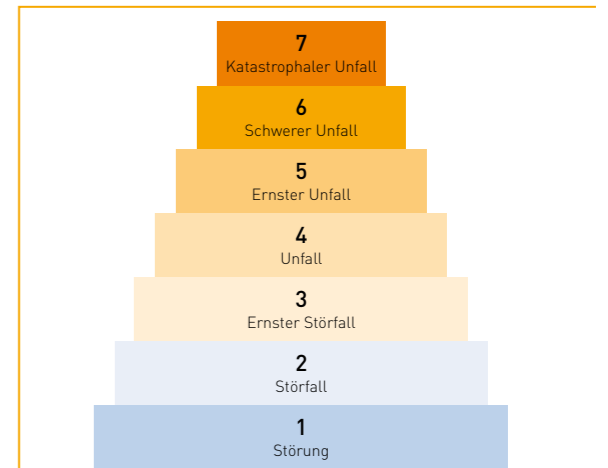 7
Katastrophaler Unfall
6
Schwerer Unfall
5
Ernster Unfall
4
Unfall
3
Ernster Störfall
2
Störfall
1
Störung